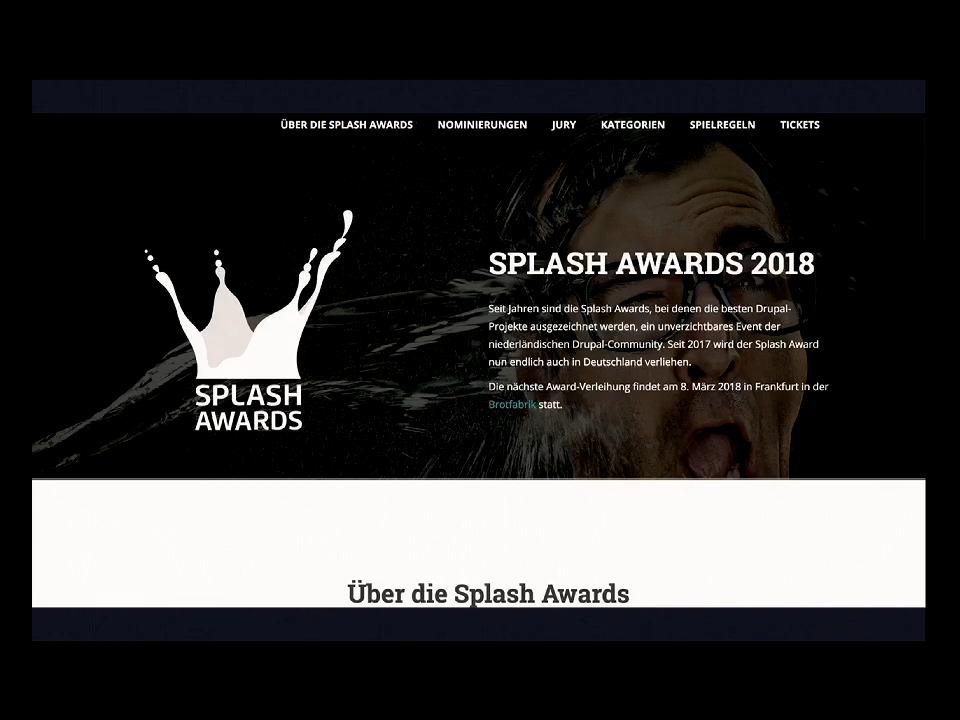 ÜBER DIE SPLASH AWARDS NOMINIERUNGEN JURY KATEGORIEN SPIELREGELN TICKETS
SPLASH
AWARDS
SPLASH AWARDS 2018
Seit Jahren sind die Splash Awards, bei denen die besten Drupal-
Projekte ausgezeichnet werden, ein unverzichtbares Event der
niederländischen Drupal-Community. Seit 2017 wird der Splash Award
nun endlich auch in Deutschland verliehen.
Die nächste Award-Verleihung findet am 8. März 2018 in Frankfurt in der
Brotfabrik statt.
Über die Splash Awards